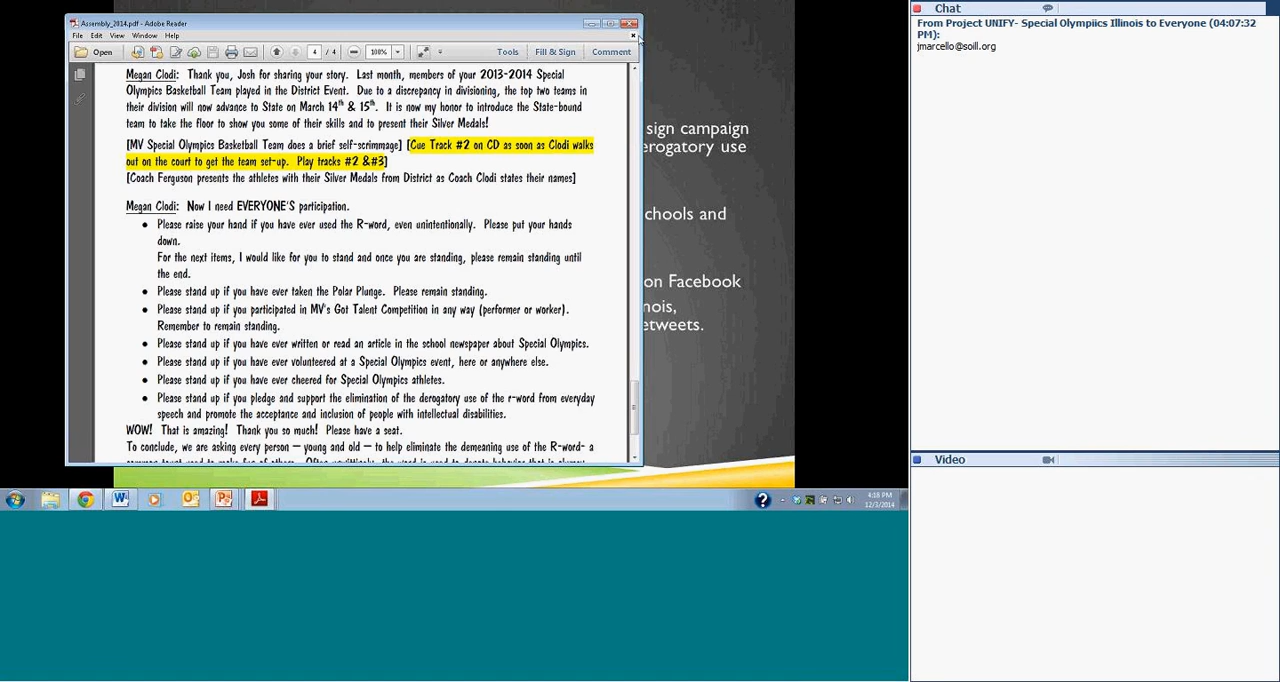 Assembly_2014.pdf - Adobe Reader
File Edit View Window Help
Open 4 / 4 100% Tools Fill & Sign Comment
Megan Clodi: Thank you, Josh for sharing your story. Last month, members of your 2013-2014 Special
Olympics Basketball Team played in the District Event. Due to a discrepancy in divisioning, the top two teams in
their division will now advance to State on March 14th & 15th. It is now my honor to introduce the State-bound
team to take the floor to show you some of their skills and to present their Silver Medals!
[MV Special Olympics Basketball Team does a brief self-scrimmage] [Cue Track #2 on CD as soon as Clodi walks
out on the court to get the team set-up. Play tracks #2 &#3]
[Coach Ferguson presents the athletes with their Silver Medals from District as Coach Clodi states their names]
Megan Clodi: Now I need EVERYONE'S participation.
• Please raise your hand if you have ever used the R-word, even unintentionally. Please put your hands
down.
For the next items, I would like for you to stand and once you are standing, please remain standing until
the end.
• Please stand up if you have ever taken the Polar Plunge. Please remain standing.
• Please stand up if you participated in MV's Got Talent Competition in any way (performer or worker).
Remember to remain standing.
• Please stand up if you have ever written or read an article in the school newspaper about Special Olympics.
• Please stand up if you have ever volunteered at a Special Olympics event, here or anywhere else.
• Please stand up if you have ever cheered for Special Olympics athletes.
• Please stand up if you pledge and support the elimination of the derogatory use of the r-word from everyday
speech and promote the acceptance and inclusion of people with intellectual disabilities.
WOW! That is amazing! Thank you so much! Please have a seat.
To conclude, we are asking every person – young and old – to help eliminate the demeaning use of the R-word- a
sign campaign
erogatory use
chools and
on Facebook
nois,
etweets.
4:18 PM
12/3/2014
Chat
From Project UNIFY- Special Olympiics Illinois to Everyone (04:07:32
PM):
jmarcello@soill.org
Video